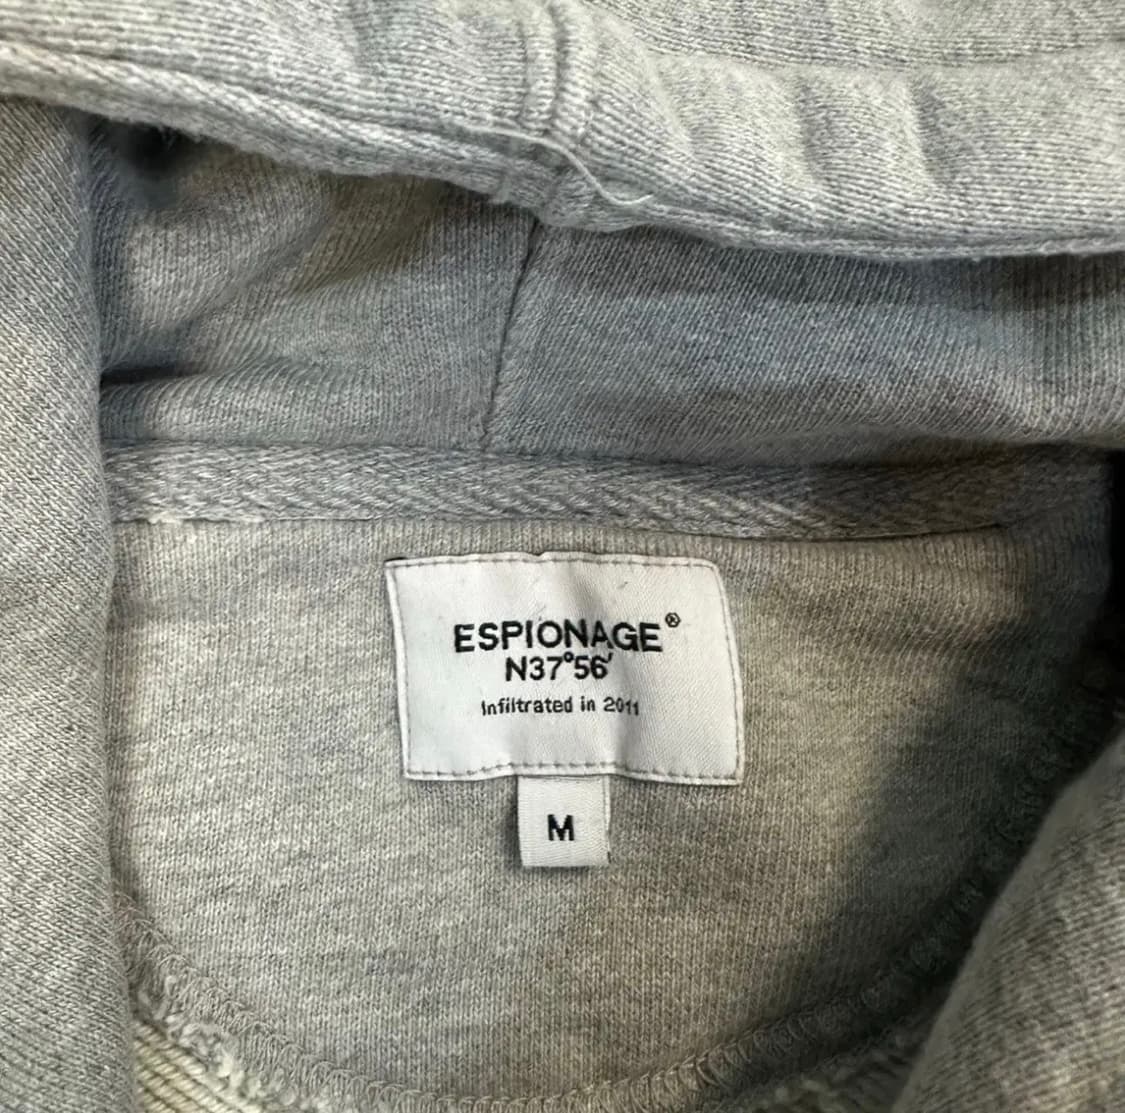 ESPIONAGE®
N37°56'
Infiltrated in 2011
M